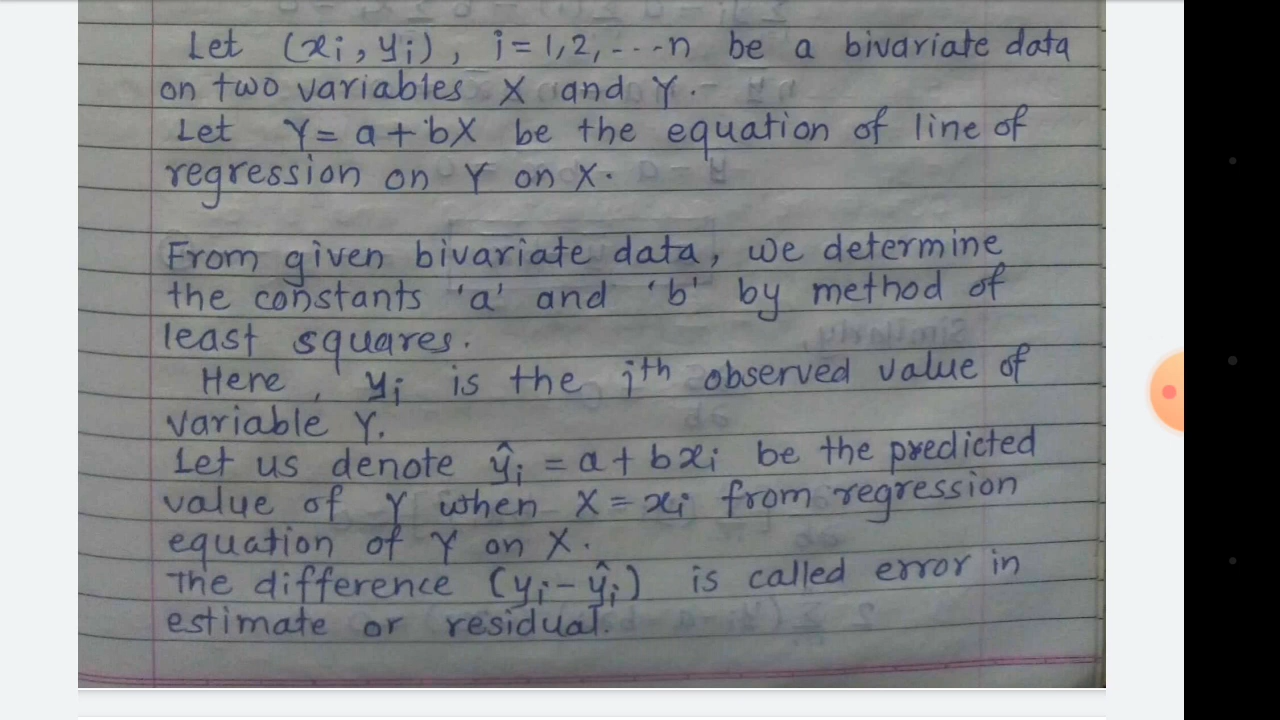 Let (xi, yi), i = 1, 2, ---n be a bivariate data
on two variables X and Y.
Let Y = a + bX be the equation of line of
regression on Y on X.
From given bivariate data, we determine
the constants 'a' and 'b' by method of
least squares.
Here, yi is the ith observed value of
variable Y.
Let us denote ŷi = a + bxi be the predicted
value of Y when X = xi from regression
equation of Y on X.
The difference (yi - ŷi) is called error in
estimate or residual.